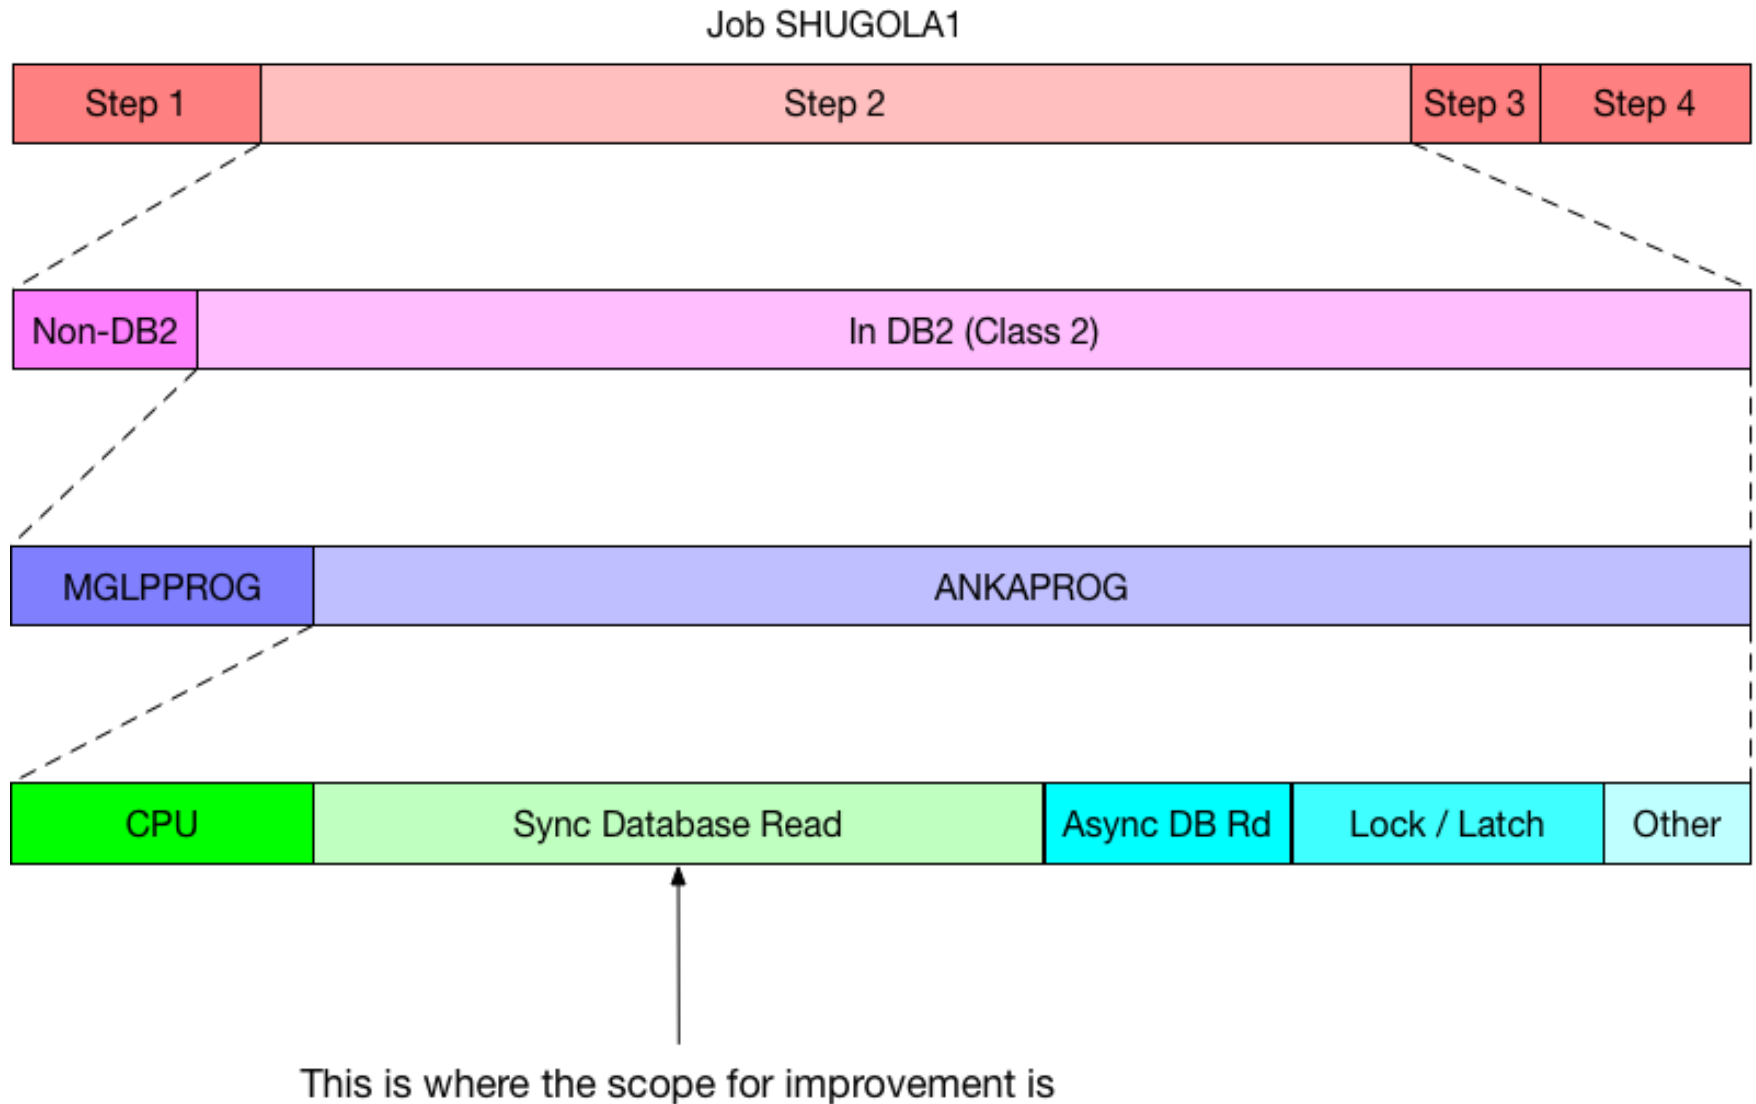 Job SHUGOLA1
Step 1
Step 2
Step 3
Step 4
Non-DB2
In DB2 (Class 2)
MGLPPROG
ANKAPROG
CPU
Sync Database Read
Async DB Rd
Lock / Latch
Other
This is where the scope for improvement is